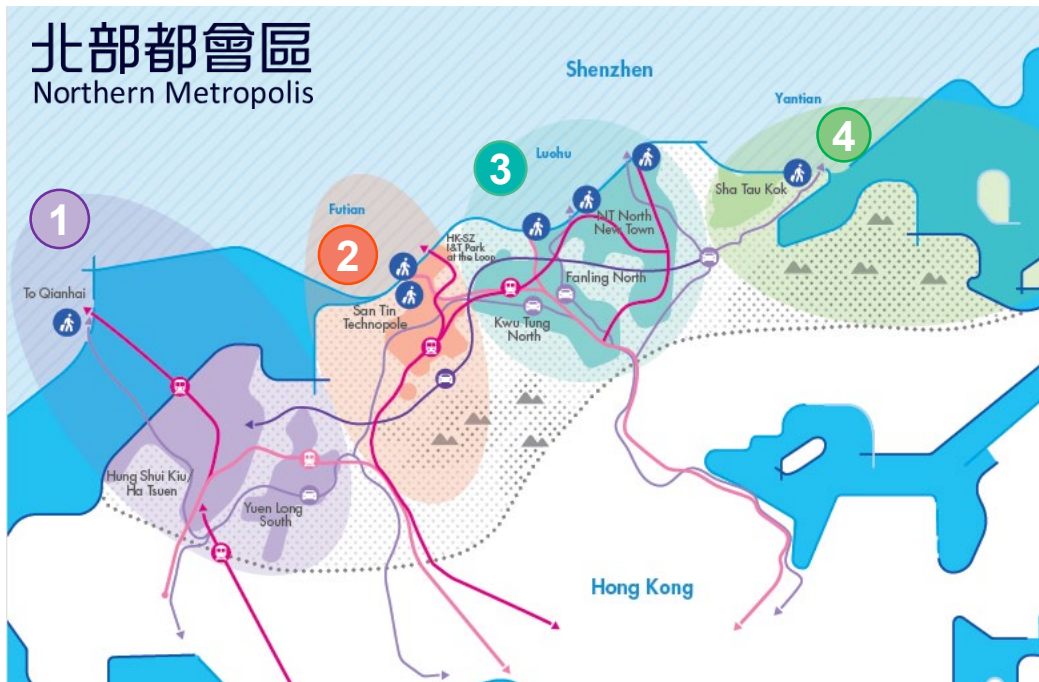 北部都會區
Northern Metropolis
Shenzhen
Yantian
4
Luohu
3
Sha Tau Kok
1
Futian
NT North
New Town
2
HK-SZ
I&T Park
at the Loop
Fanling North
To Qianhai
San Tin
Technopole
Kwu Tung
North
Hung Shui Kiu/
Ha Tsuen
Yuen Long
South
Hong Kong